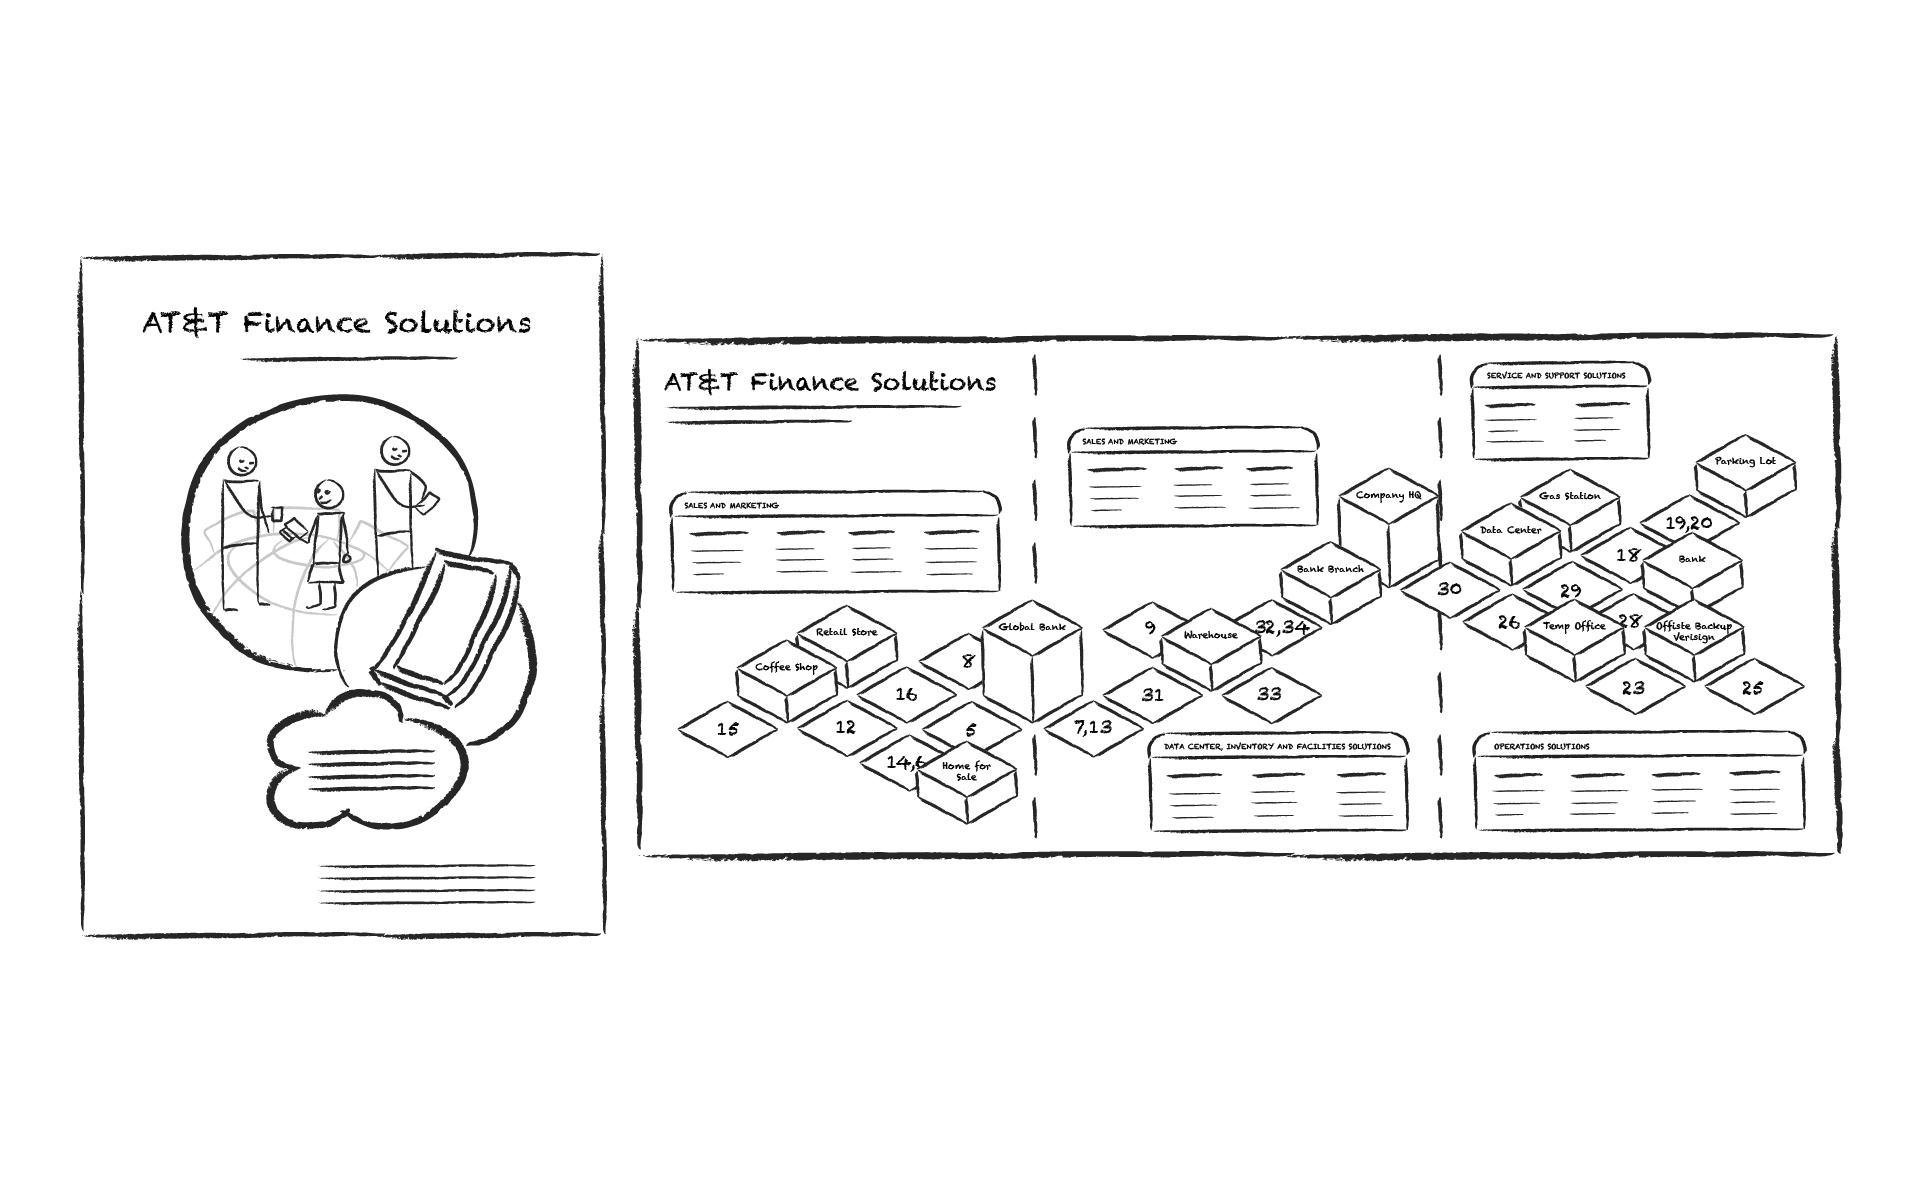 AT&T Finance Solutions
AT&T Finance Solutions
SALES AND MARKETING
Retail Store
Coffee Shop
Global Bank
8
16
15
12
5
14,6
Home for
Sale
SALES AND MARKETING
Company HQ
Bank Branch
9
Warehouse
32,34
31
33
7,13
DATA CENTER, INVENTORY AND FACILITIES SOLUTIONS
SERVICE AND SUPPORT SOLUTIONS
Parking Lot
Gas Station
19,20
Data Center
18
Bank
30
29
26
Temp Office
28
Offiste Backup
Verisign
23
25
OPERATIONS SOLUTIONS